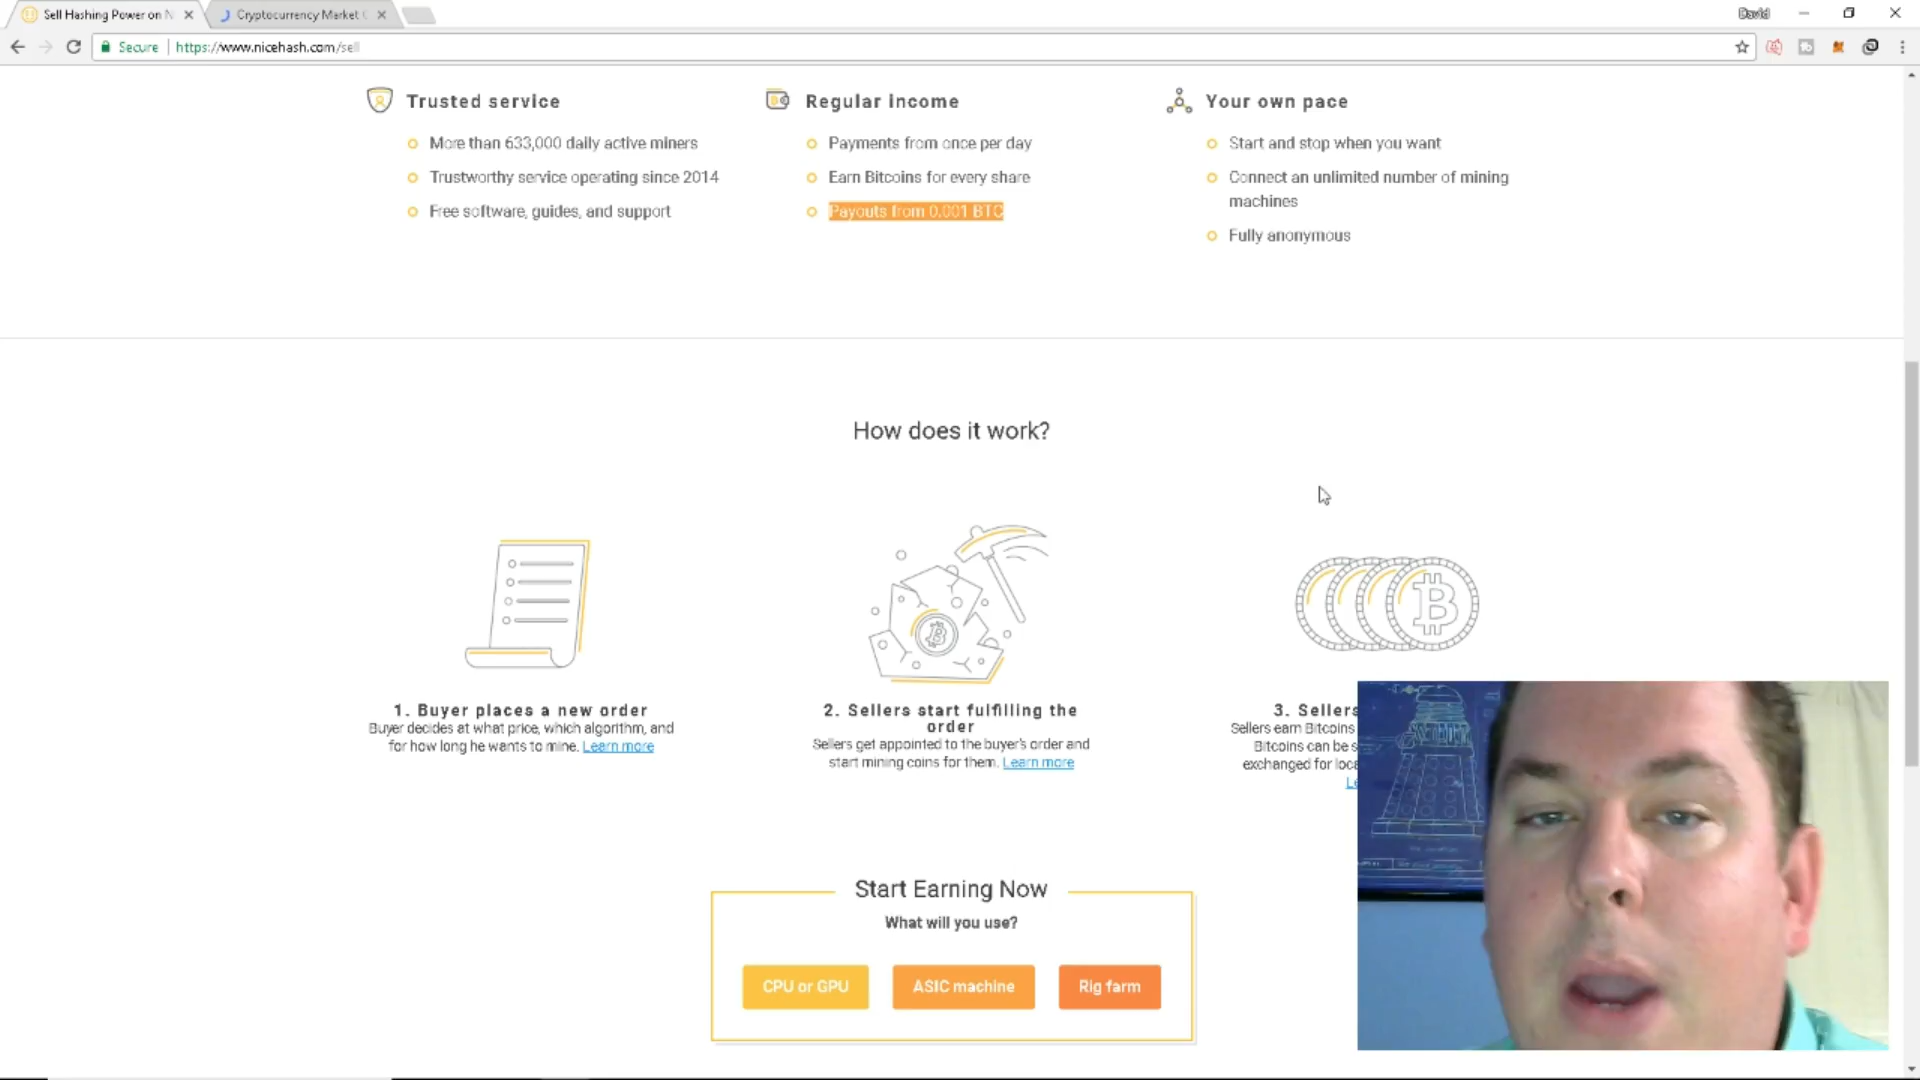 Sell Hashing Power on N
Cryptocurrency Market C
David
Secure
https://www.nicehash.com/sell
Trusted service
More than 633,000 daily active miners
Trustworthy service operating since 2014
Free software, guides, and support
Regular income
Payments from once per day
Earn Bitcoins for every share
Payouts from 0.001 BTC
Your own pace
Start and stop when you want
Connect an unlimited number of mining
machines
Fully anonymous
How does it work?
1. Buyer places a new order
Buyer decides at what price, which algorithm, and
for how long he wants to mine. Learn more
2. Sellers start fulfilling the
order
Sellers get appointed to the buyer's order and
start mining coins for them. Learn more
3. Sellers
Sellers earn Bitcoins
Bitcoins can be s
exchanged for loca
Le
Start Earning Now
What will you use?
CPU or GPU
ASIC machine
Rig farm